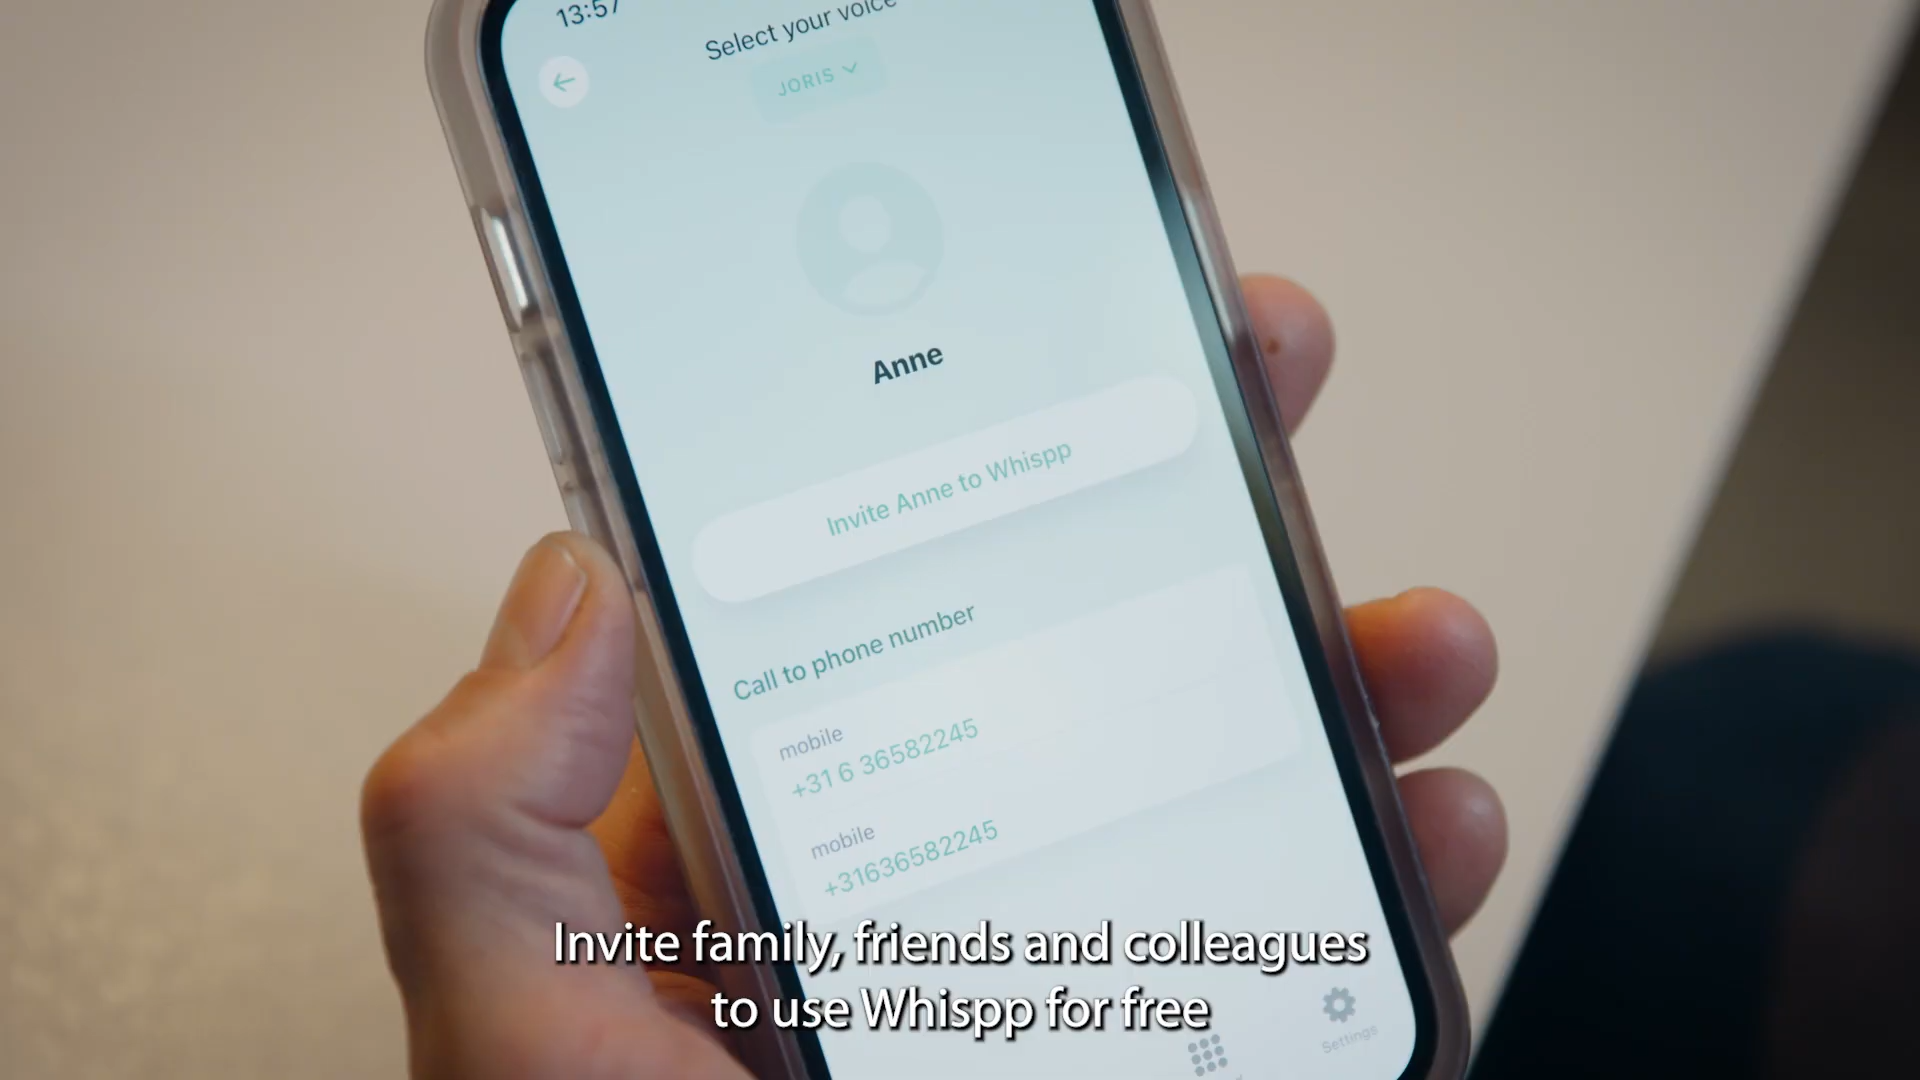 13:57
Select your voice
JORIS
Anne
Invite Anne to Whispp
Call to phone number
mobile
+31 6 36582245
mobile
+31636582245
Invite family, friends and colleagues
to use Whispp for free
Settings